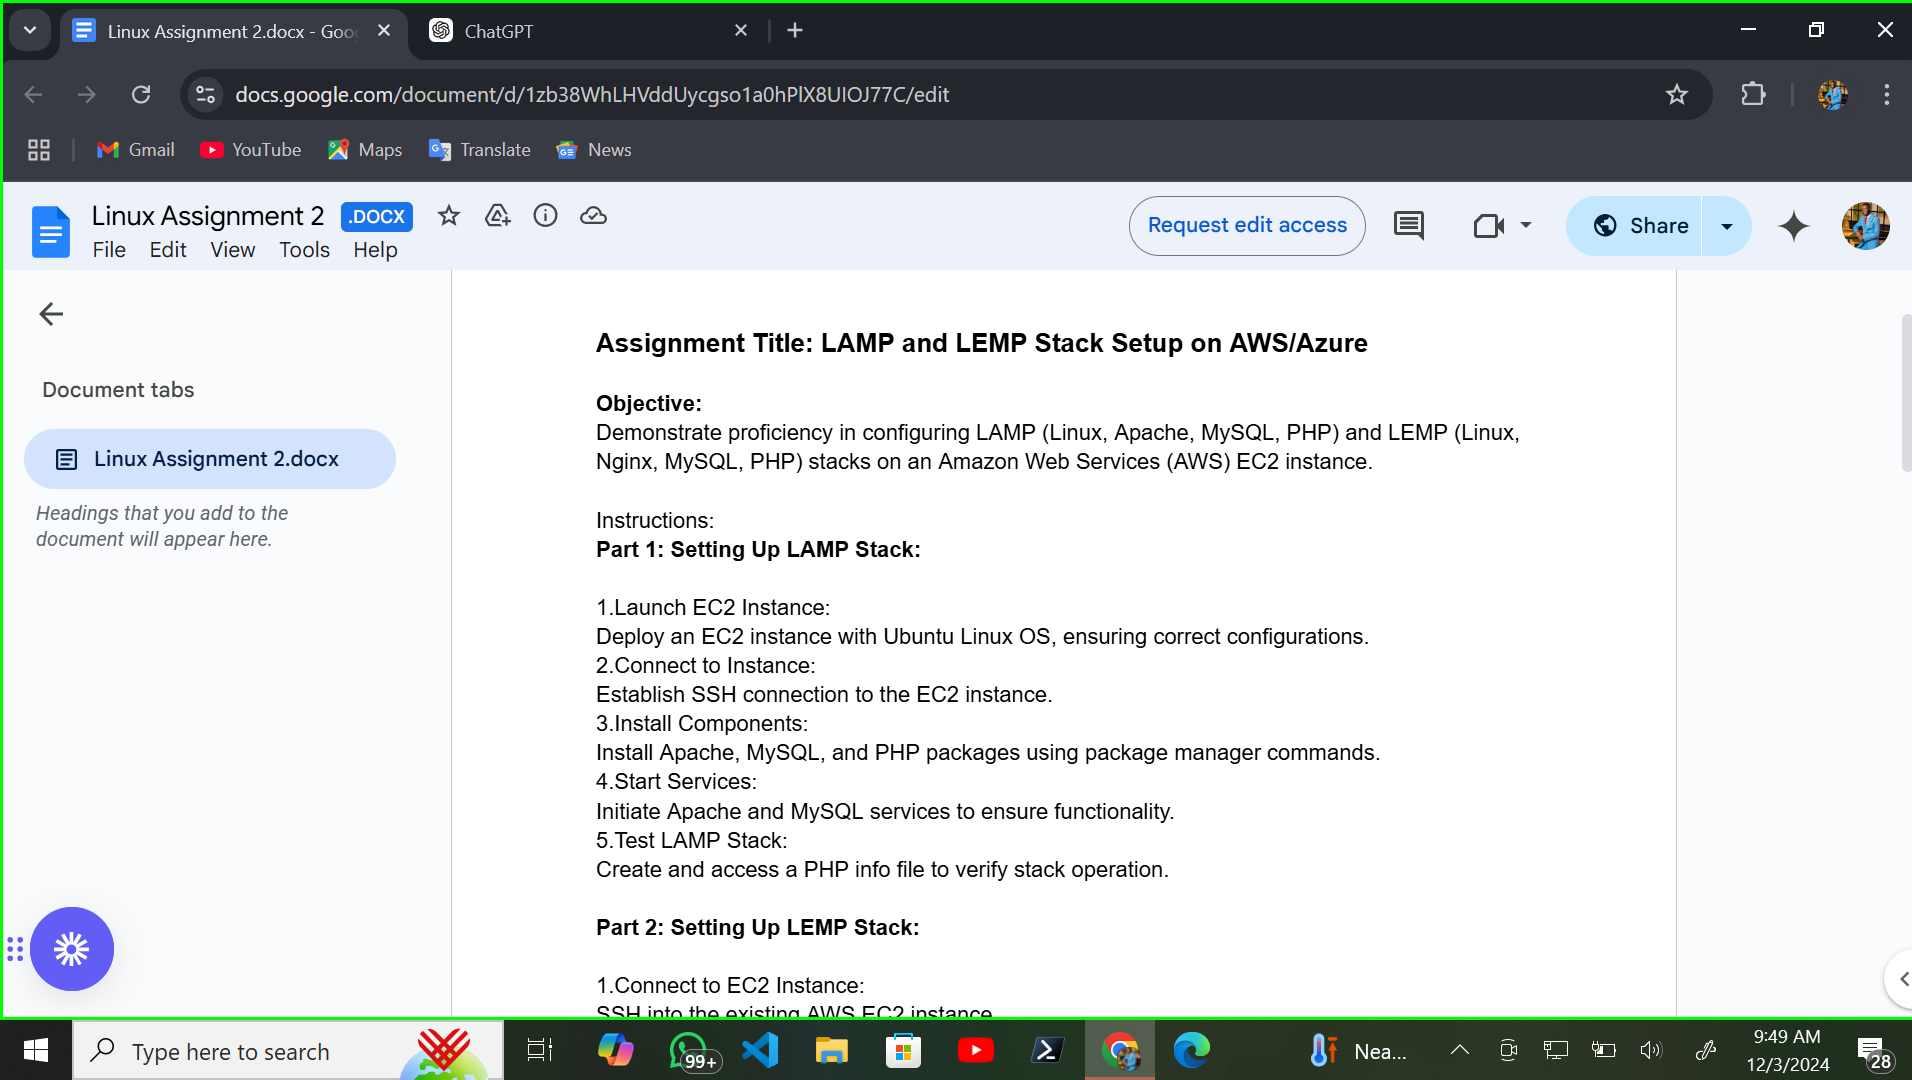 Linux Assignment 2.docx - Goo
ChatGPT
docs.google.com/document/d/1zb38WhLHVddUycgso1a0hPlX8UIOJ77C/edit
Gmail
YouTube
Maps
Translate
News
Linux Assignment 2
.DOCX
File Edit View Tools Help
Request edit access
Share
Document tabs
Linux Assignment 2.docx
Headings that you add to the
document will appear here.
Assignment Title: LAMP and LEMP Stack Setup on AWS/Azure
Objective:
Demonstrate proficiency in configuring LAMP (Linux, Apache, MySQL, PHP) and LEMP (Linux,
Nginx, MySQL, PHP) stacks on an Amazon Web Services (AWS) EC2 instance.
Instructions:
Part 1: Setting Up LAMP Stack:
1.Launch EC2 Instance:
Deploy an EC2 instance with Ubuntu Linux OS, ensuring correct configurations.
2.Connect to Instance:
Establish SSH connection to the EC2 instance.
3.Install Components:
Install Apache, MySQL, and PHP packages using package manager commands.
4.Start Services:
Initiate Apache and MySQL services to ensure functionality.
5.Test LAMP Stack:
Create and access a PHP info file to verify stack operation.
Part 2: Setting Up LEMP Stack:
1.Connect to EC2 Instance:
SSH into the existing AWS EC2 instance
Type here to search
99+
Nea...
9:49 AM
12/3/2024
28